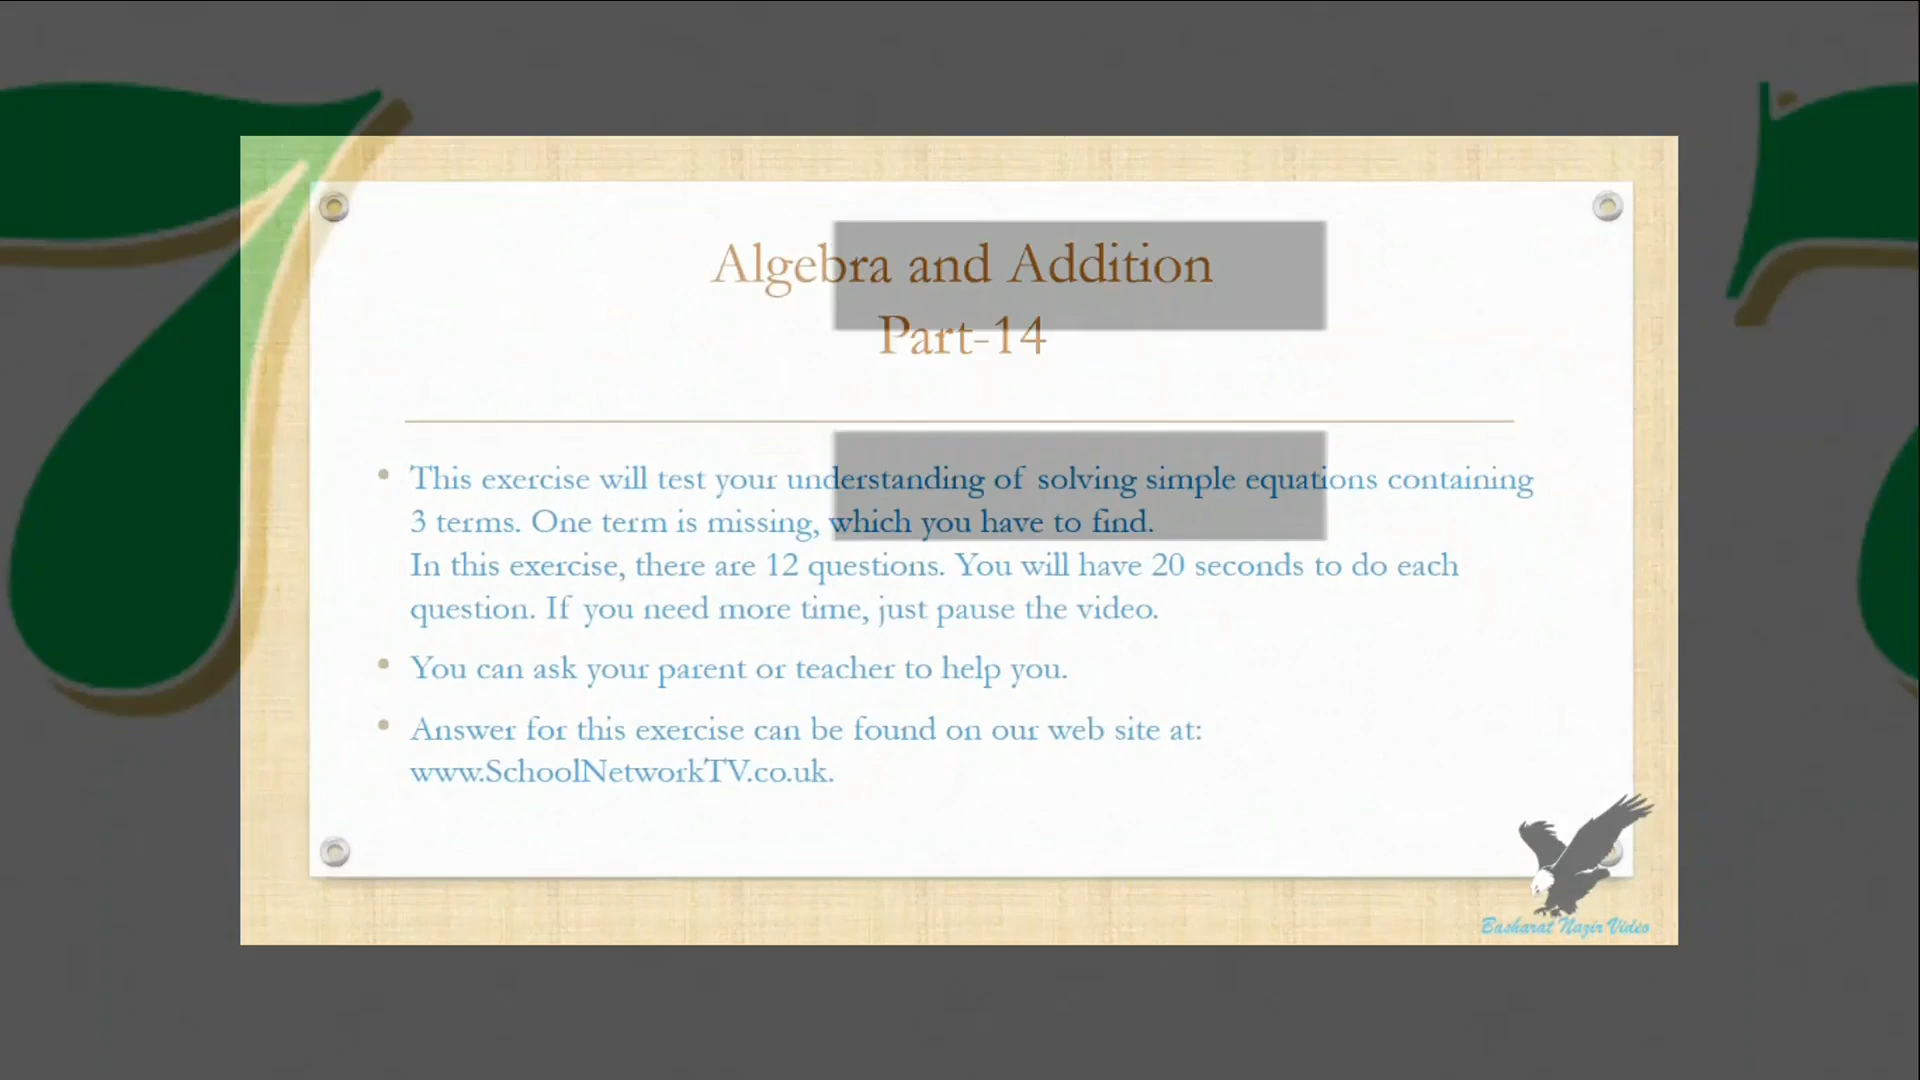 Algebra and Addition
Part-14
• This exercise will test your understanding of solving simple equations containing
3 terms. One term is missing, which you have to find.
In this exercise, there are 12 questions. You will have 20 seconds to do each
question. If you need more time, just pause the video.
• You can ask your parent or teacher to help you.
• Answer for this exercise can be found on our web site at:
www.SchoolNetworkTV.co.uk.
Basharat Nazir Video